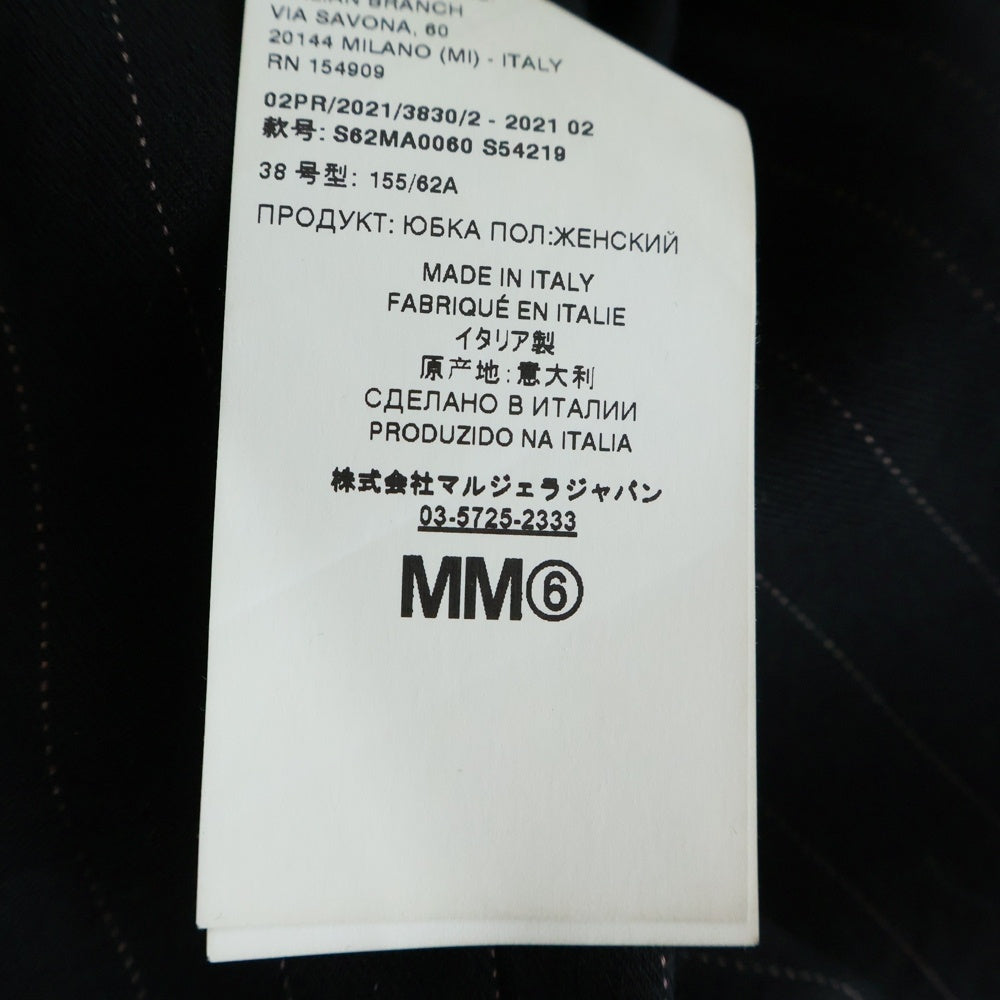 BRANCH
VIA SAVONA, 60
20144 MILANO (MI) - ITALY
RN 154909
02PR/2021/3830/2 - 2021 02
款号: S62MA0060 S54219
38 号型: 155/62A
ПРОДУКТ: ЮБКА ПОЛ:ЖЕНСКИЙ
MADE IN ITALY
FABRIQUÉ EN ITALIE
イタリア製
原产地:意大利
СДЕЛАНО В ИТАЛИИ
PRODUZIDO NA ITALIA
株式会社マルジェラジャパン
03-5725-2333
MM⑥